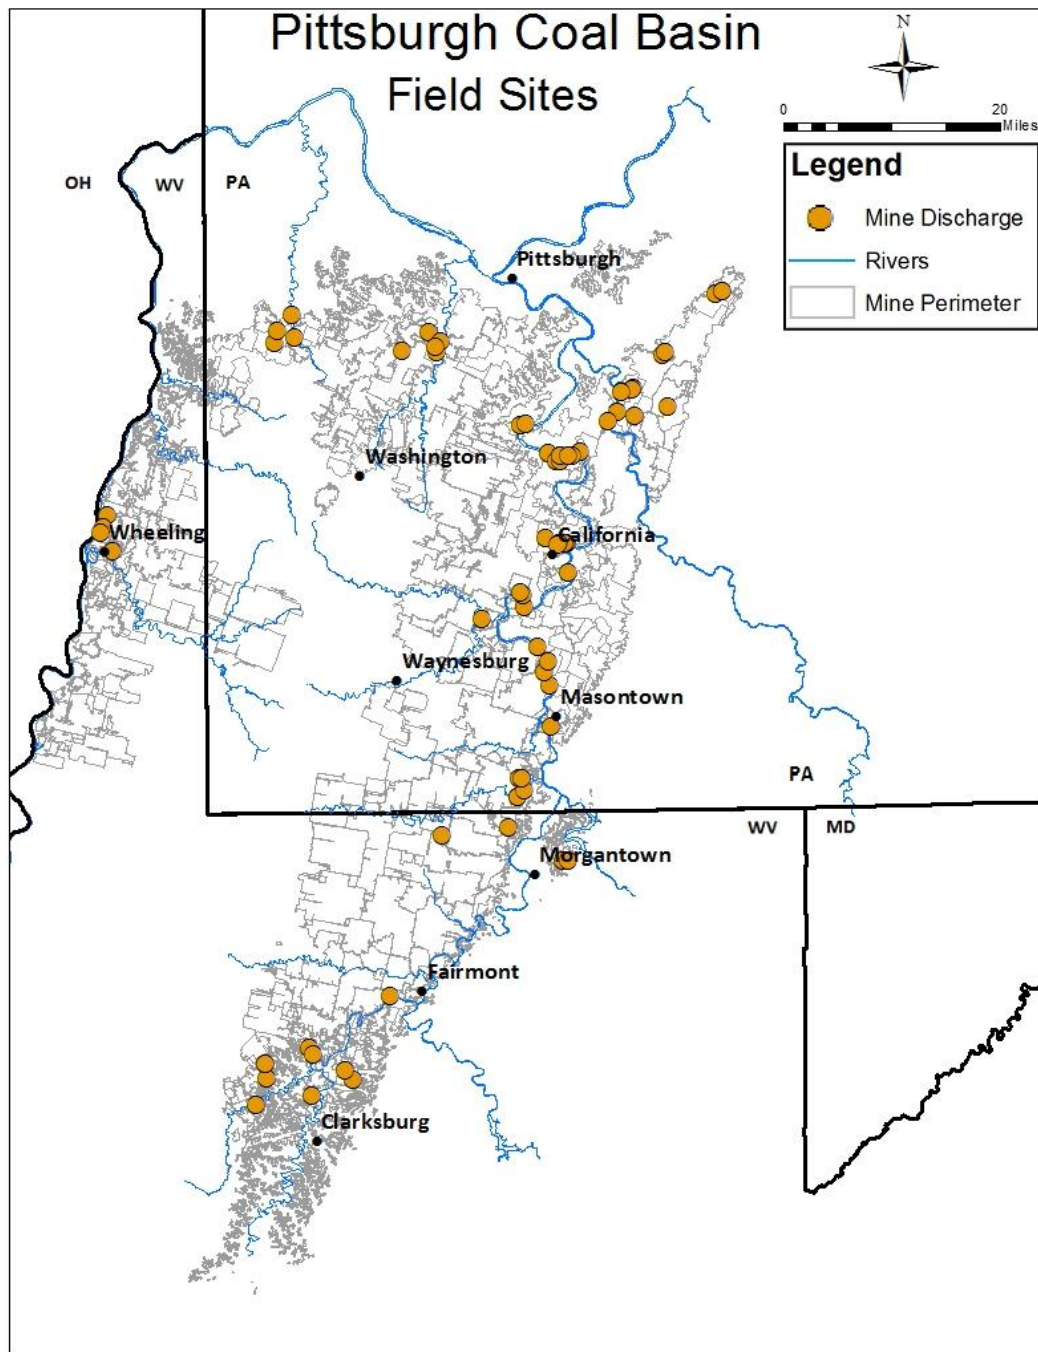 Pittsburgh Coal Basin
Field Sites
N
0 20
Miles
Legend
Mine Discharge
Rivers
Mine Perimeter
OH WV PA
Pittsburgh
Washington
Wheeling
California
Waynesburg
Masontown
PA
WV MD
Morgantown
Fairmont
Clarksburg